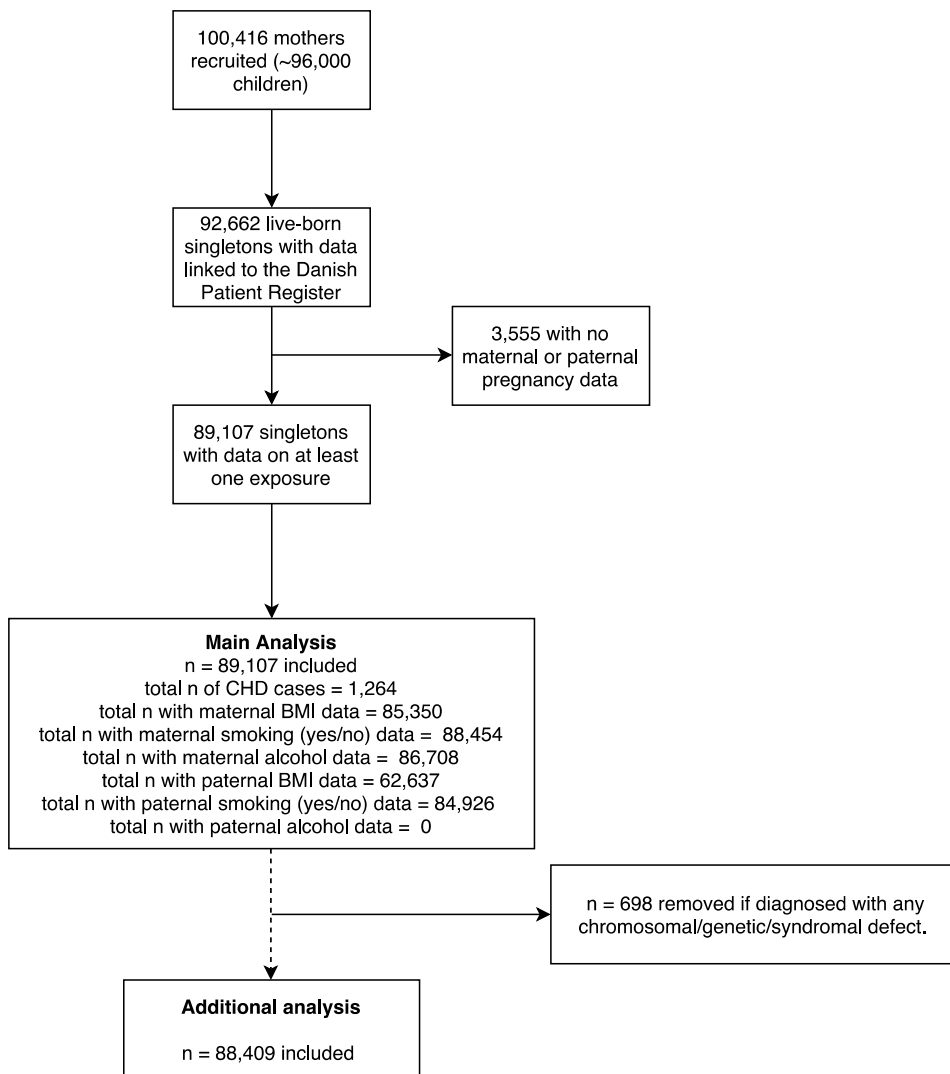 100,416 mothers
recruited (~96,000
children)
92,662 live-born
singletons with data
linked to the Danish
Patient Register
3,555 with no
maternal or paternal
pregnancy data
89,107 singletons
with data on at least
one exposure
Main Analysis
n = 89,107 included
total n of CHD cases = 1,264
total n with maternal BMI data = 85,350
total n with maternal smoking (yes/no) data = 88,454
total n with maternal alcohol data = 86,708
total n with paternal BMI data = 62,637
total n with paternal smoking (yes/no) data = 84,926
total n with paternal alcohol data = 0
n = 698 removed if diagnosed with any
chromosomal/genetic/syndromal defect.
Additional analysis
n = 88,409 included